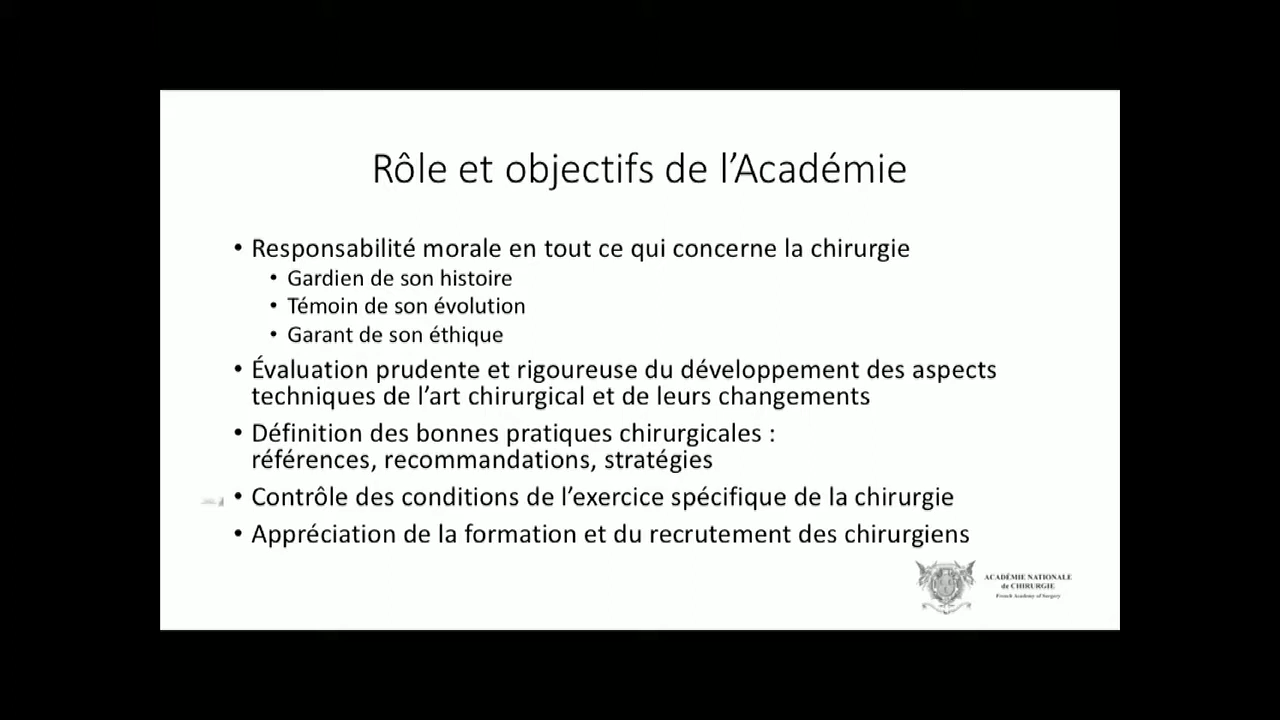 Rôle et objectifs de l’Académie
• Responsabilité morale en tout ce qui concerne la chirurgie
• Gardien de son histoire
• Témoin de son évolution
• Garant de son éthique
• Évaluation prudente et rigoureuse du développement des aspects
techniques de l’art chirurgical et de leurs changements
• Définition des bonnes pratiques chirurgicales :
références, recommandations, stratégies
• Contrôle des conditions de l’exercice spécifique de la chirurgie
• Appréciation de la formation et du recrutement des chirurgiens
ACADÉMIE NATIONALE
de CHIRURGIE
French Academy of Surgery